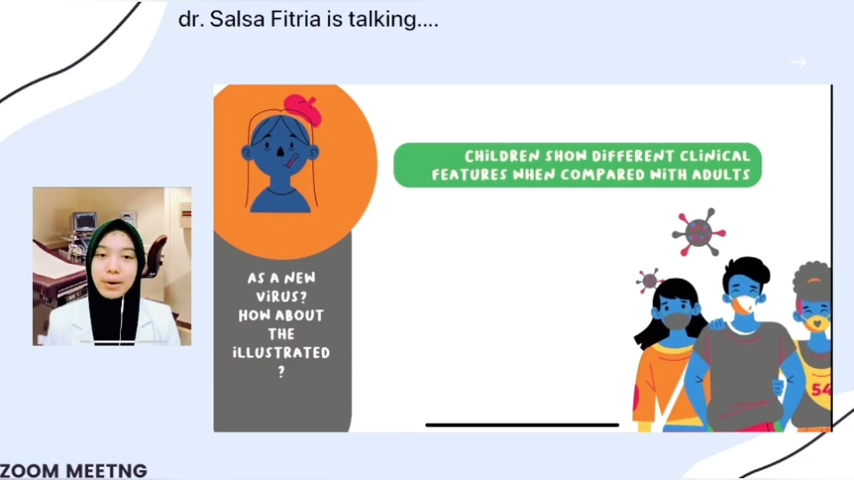 dr. Salsa Fitria is talking....
CHILDREN SHOW DIFFERENT CLINICAL
FEATURES WHEN COMPARED WITH ADULTS
AS A NEW
VIRUS?
HOW ABOUT
THE
ILLUSTRATED
?
54
ZOOM MEETNG